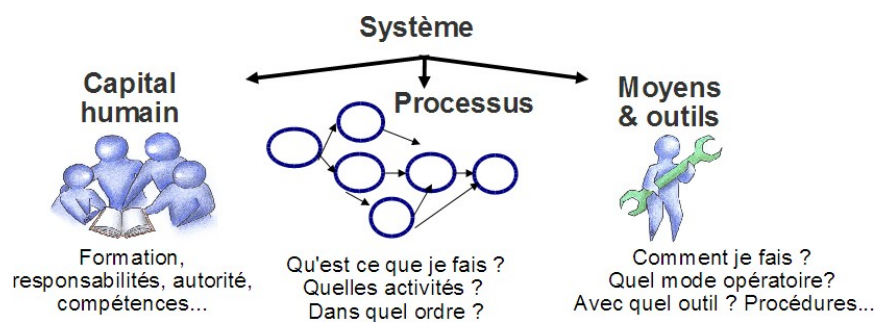 Système
Capital
humain
Processus
Moyens
& outils
Formation,
responsabilités, autorité,
compétences...
Qu'est ce que je fais ?
Quelles activités ?
Dans quel ordre ?
Comment je fais ?
Quel mode opératoire?
Avec quel outil ? Procédures...